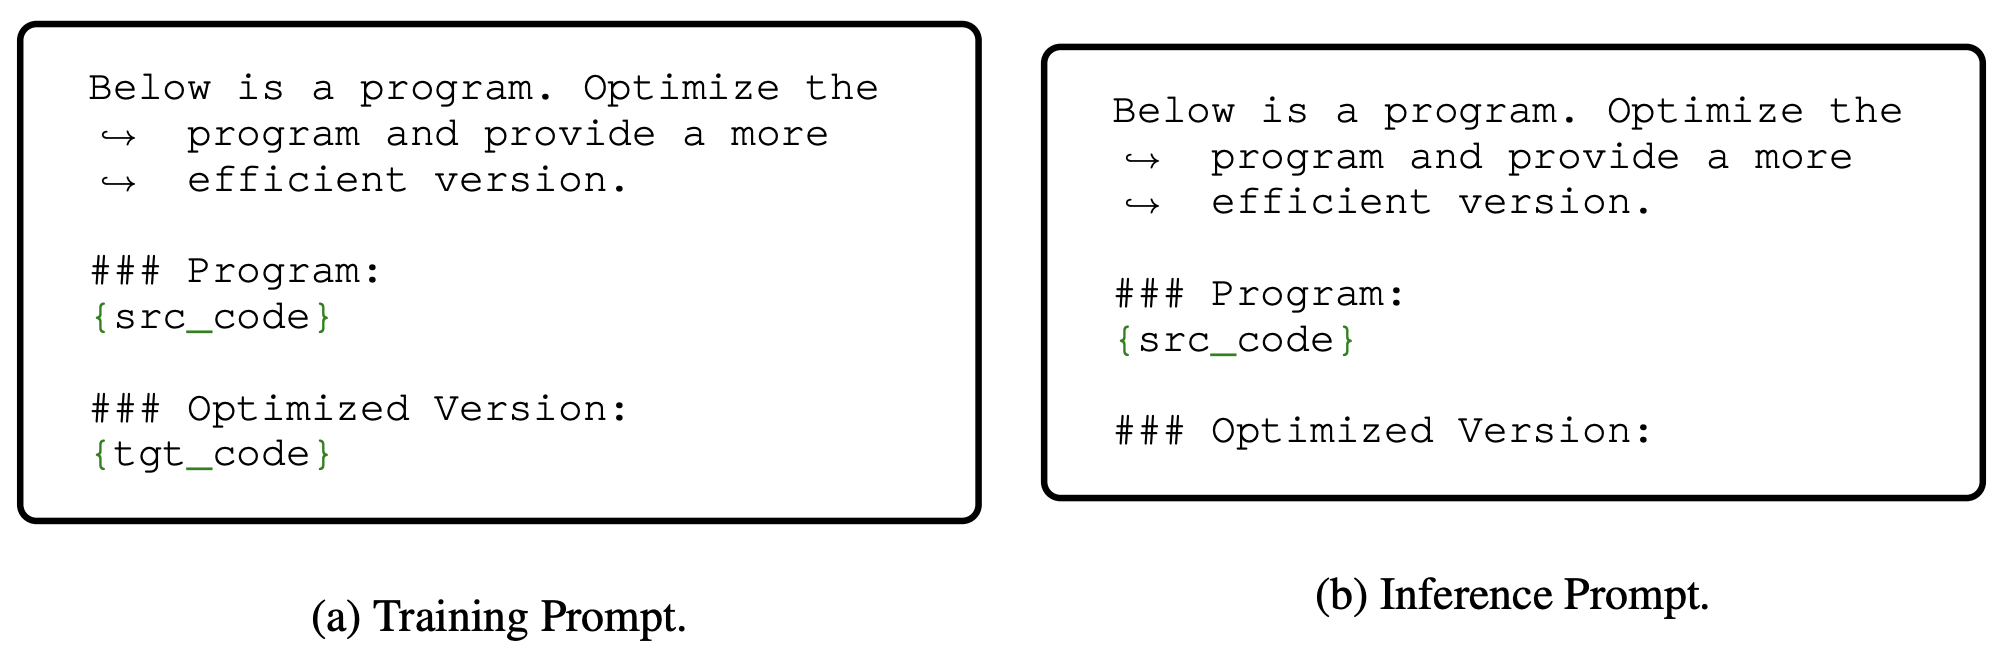 Below is a program. Optimize the
↪ program and provide a more
↪ efficient version.
### Program:
{src_code}
### Optimized Version:
{tgt_code}
(a) Training Prompt.
Below is a program. Optimize the
↪ program and provide a more
↪ efficient version.
### Program:
{src_code}
### Optimized Version:
(b) Inference Prompt.